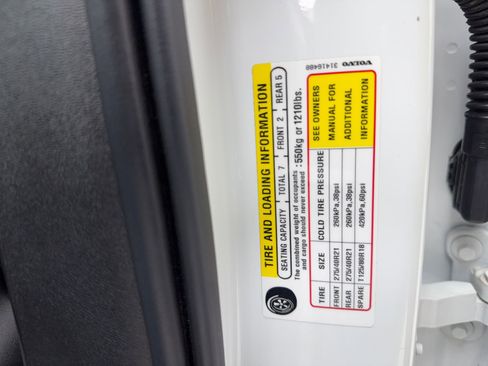 VOLVO 31416480
TIRE AND LOADING INFORMATION
SEATING CAPACITY TOTAL 7 FRONT 2 REAR 5
The combined weight of occupants
and cargo should never exceed : 550kg or 1210lbs.
TIRE SIZE COLD TIRE PRESSURE
FRONT 275/40R21 260kPa,38psi
REAR 275/40R21 260kPa,38psi
SPARE T125/80R18 420kPa,60psi
SEE OWNERS
MANUAL FOR
ADDITIONAL
INFORMATION